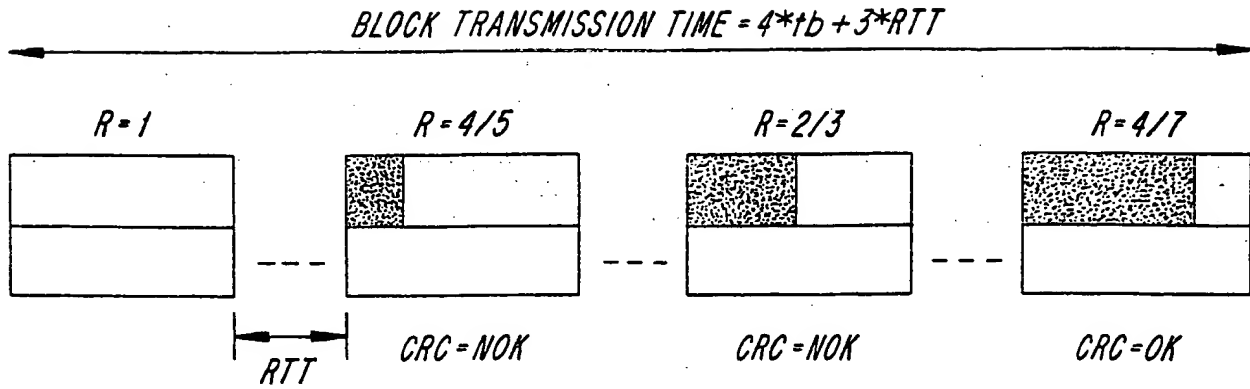 BLOCK TRANSMISSION TIME = 4*tb + 3*RTT
R = 1
R = 4/5
R = 2/3
R = 4/7
RTT
CRC = NOK
CRC = NOK
CRC = OK